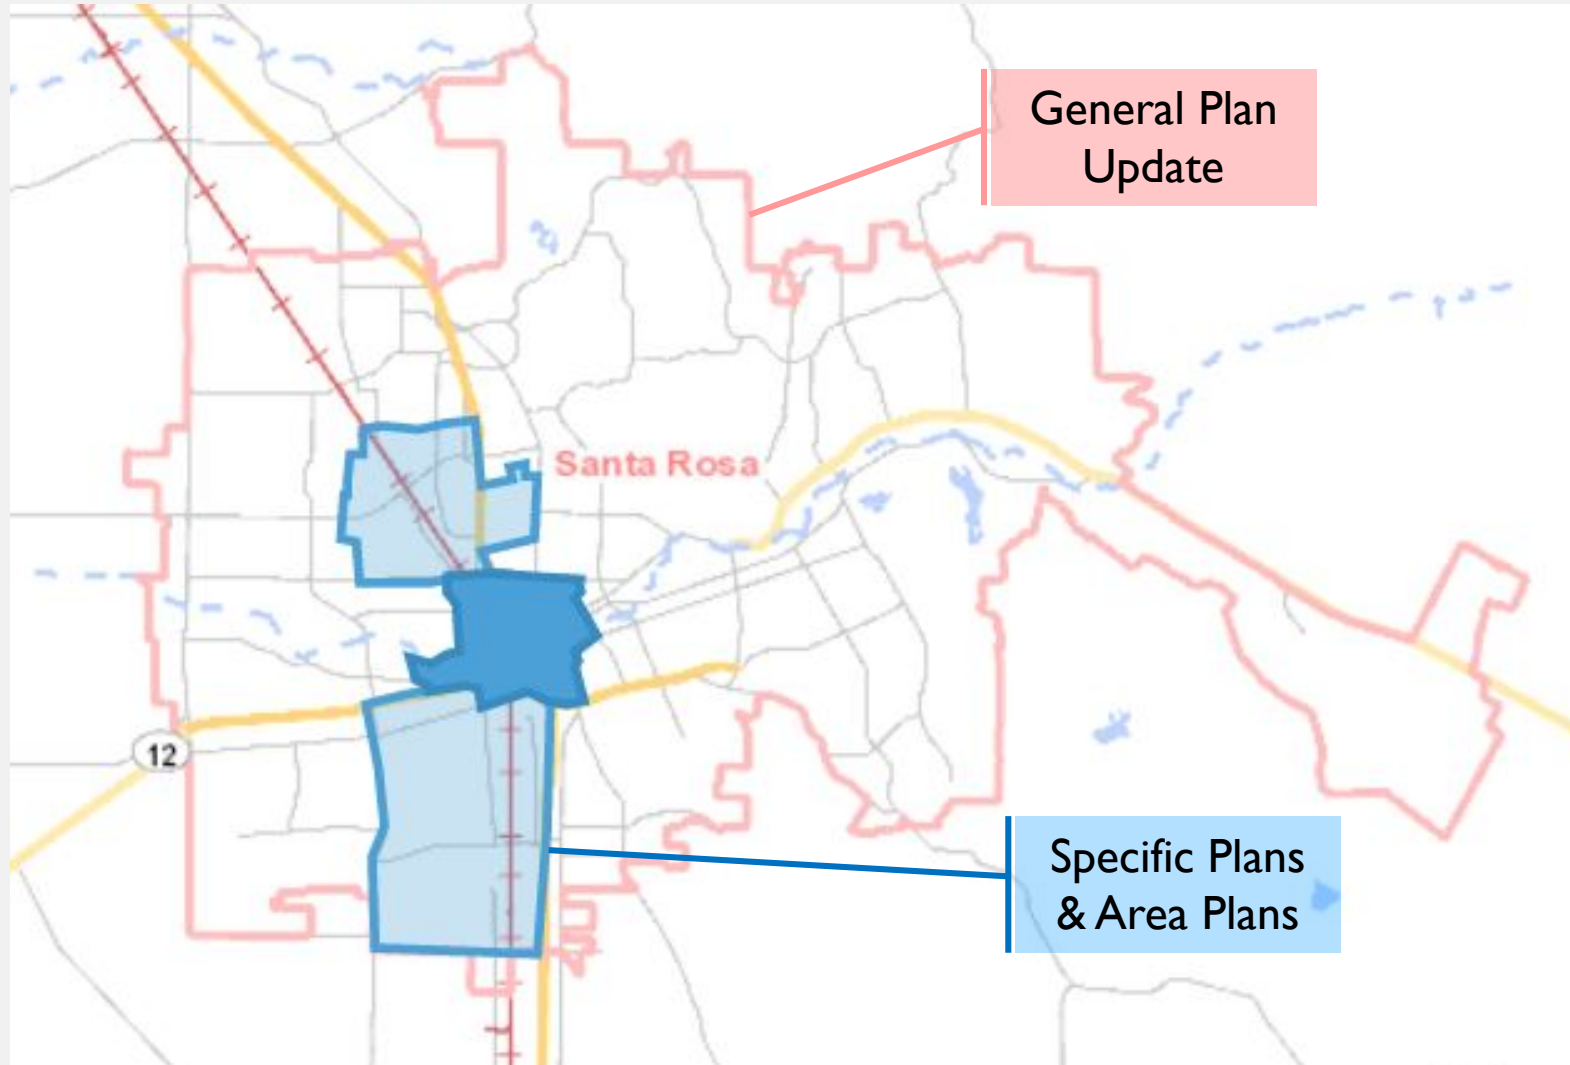 General Plan
Update
Santa Rosa
12
Specific Plans
& Area Plans